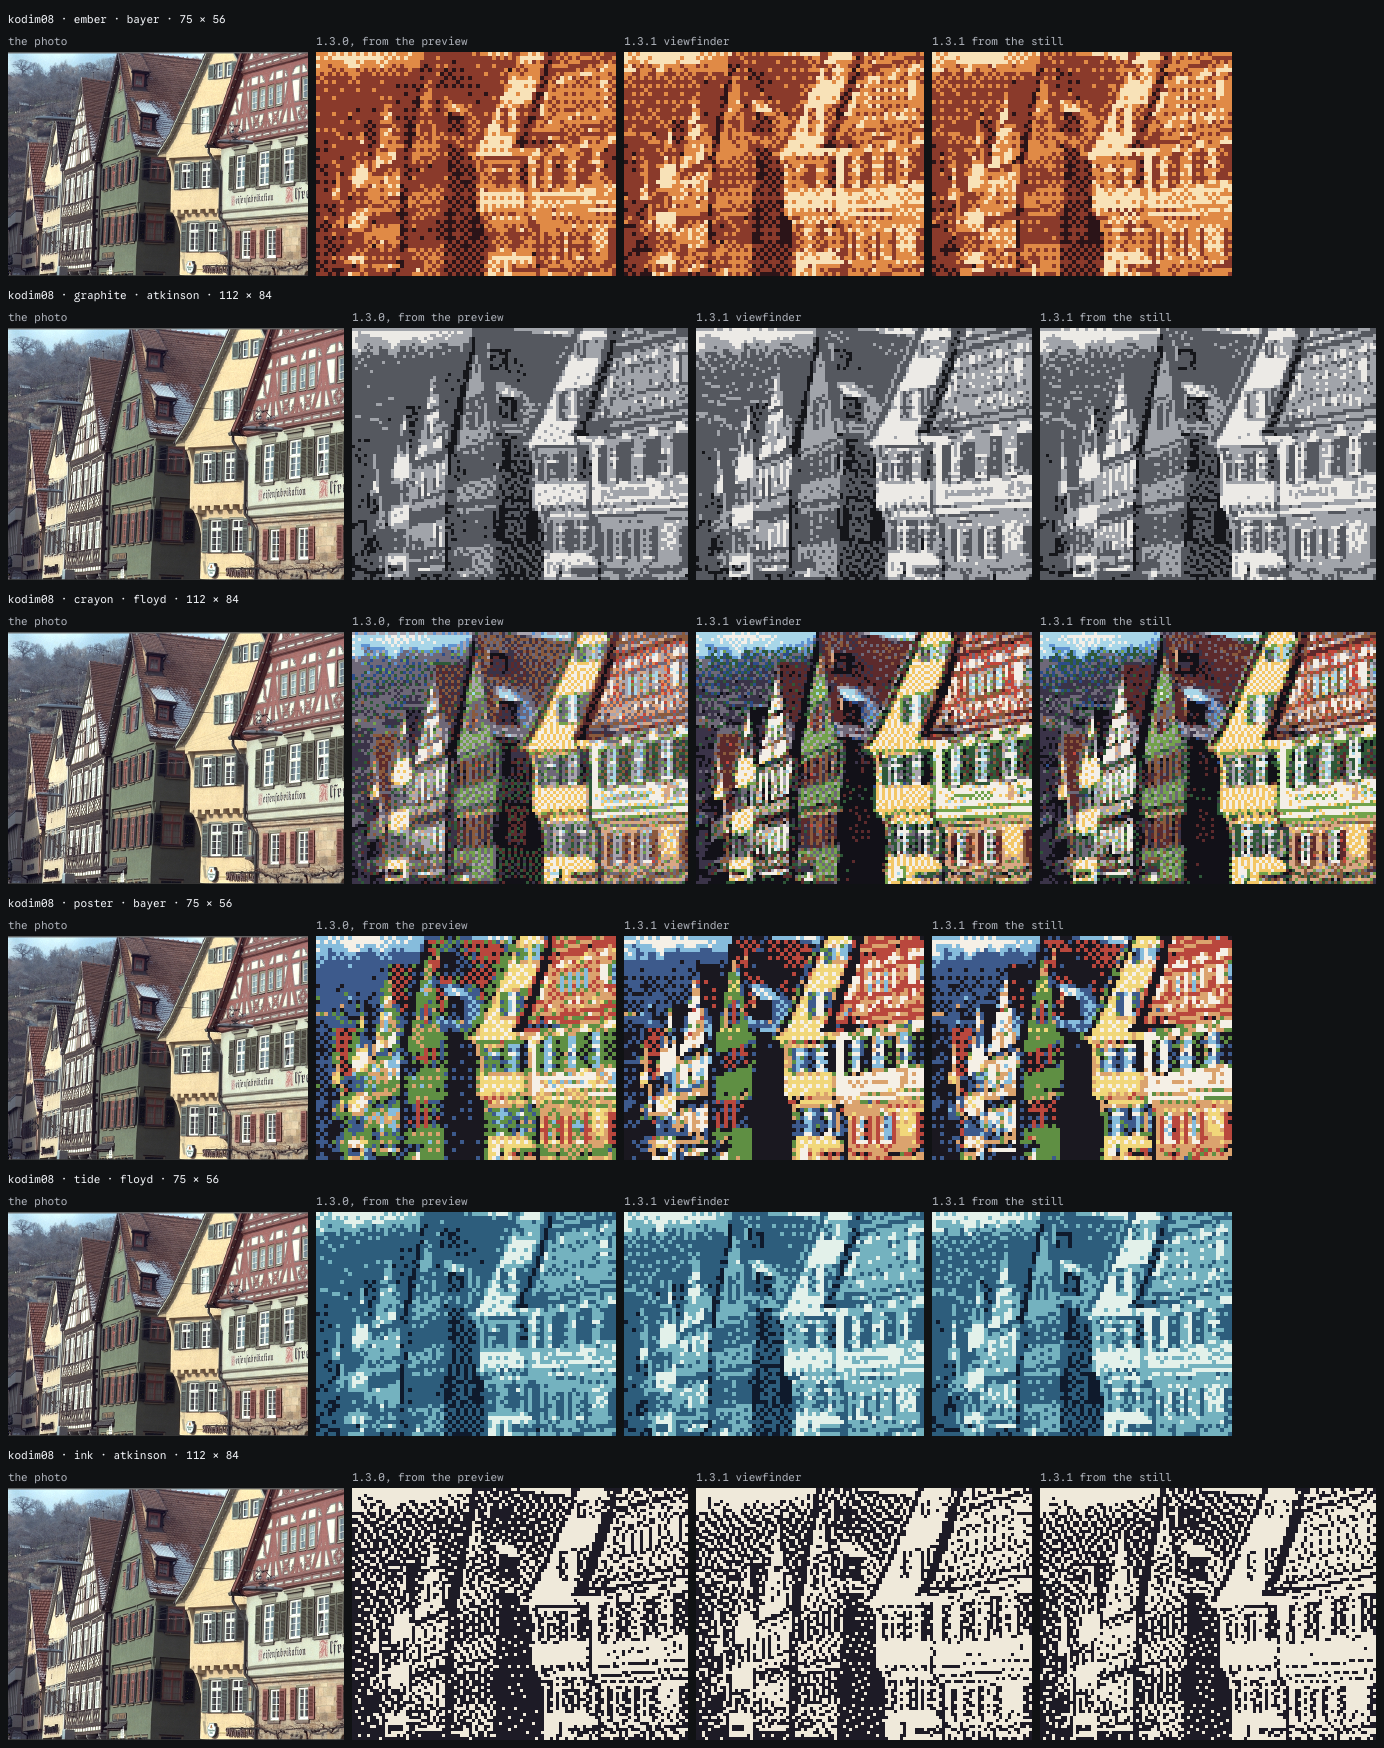 kodim08 · ember · bayer · 75 × 56
the photo
1.3.0, from the preview
1.3.1 viewfinder
1.3.1 from the still
kodim08 · graphite · atkinson · 112 × 84
the photo
1.3.0, from the preview
1.3.1 viewfinder
1.3.1 from the still
kodim08 · crayon · floyd · 112 × 84
the photo
1.3.0, from the preview
1.3.1 viewfinder
1.3.1 from the still
kodim08 · poster · bayer · 75 × 56
the photo
1.3.0, from the preview
1.3.1 viewfinder
1.3.1 from the still
kodim08 · tide · floyd · 75 × 56
the photo
1.3.0, from the preview
1.3.1 viewfinder
1.3.1 from the still
kodim08 · ink · atkinson · 112 × 84
the photo
1.3.0, from the preview
1.3.1 viewfinder
1.3.1 from the still